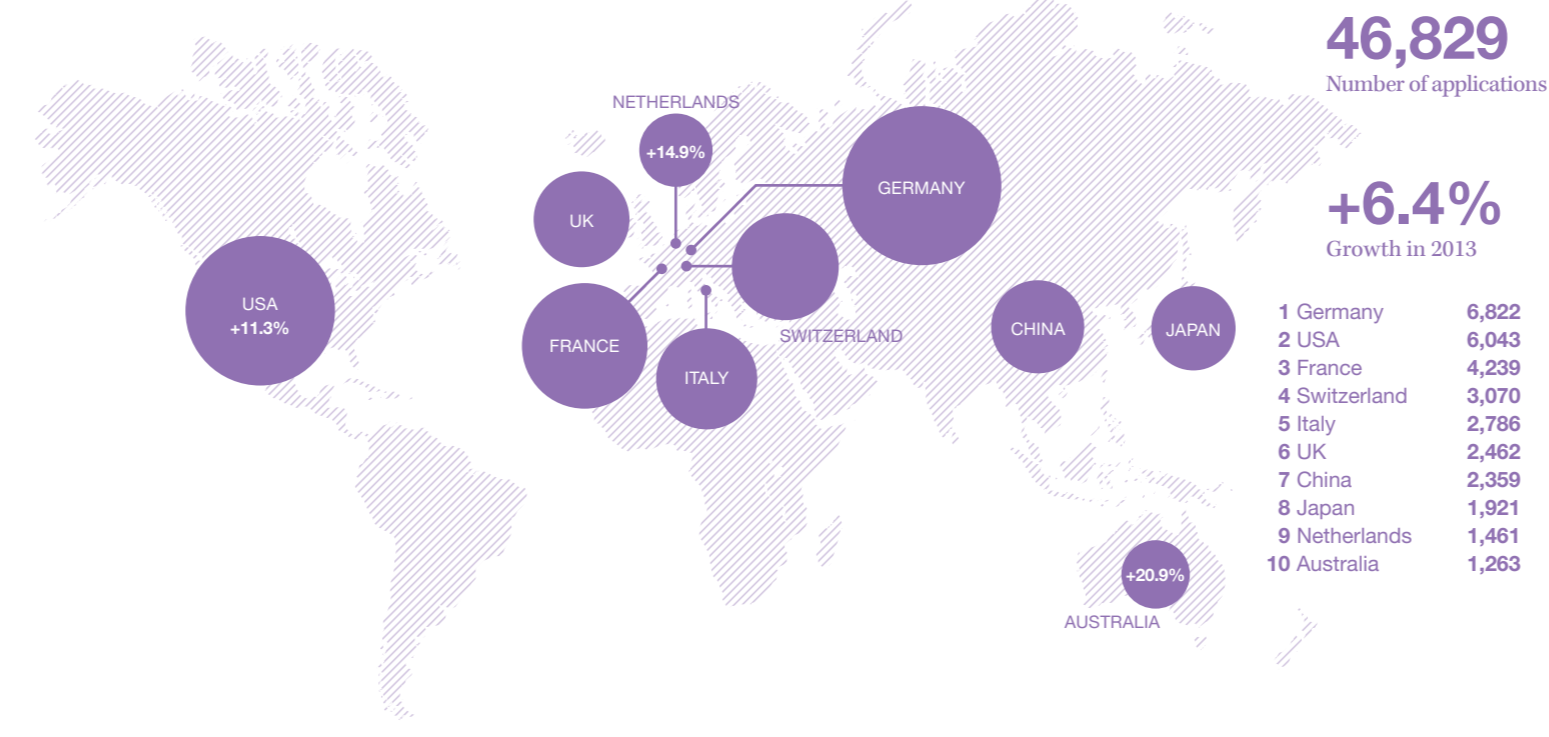 46,829
Number of applications
NETHERLANDS
+14.9%
GERMANY
UK
+6.4%
Growth in 2013
USA
+11.3%
FRANCE
ITALY
SWITZERLAND
CHINA
JAPAN
1 Germany 6,822
2 USA 6,043
3 France 4,239
4 Switzerland 3,070
5 Italy 2,786
6 UK 2,462
7 China 2,359
8 Japan 1,921
9 Netherlands 1,461
10 Australia 1,263
+20.9%
AUSTRALIA